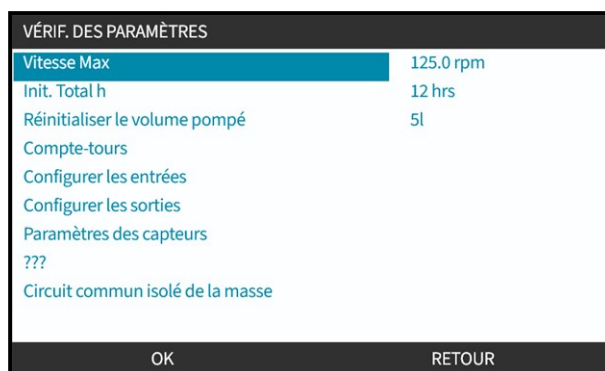 VÉRIF. DES PARAMÈTRES
Vitesse Max 125.0 rpm
Init. Total h 12 hrs
Réinitialiser le volume pompé 5l
Compte-tours
Configurer les entrées
Configurer les sorties
Paramètres des capteurs
???
Circuit commun isolé de la masse
OK RETOUR